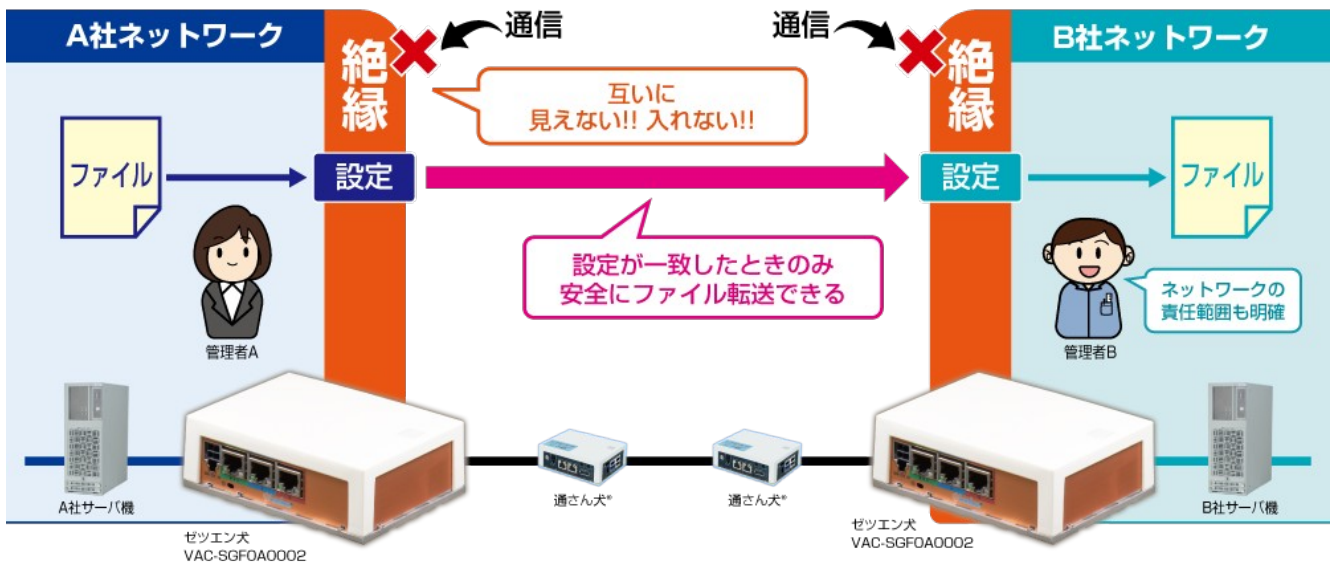 A社ネットワーク
絶縁
通信
通信
絶縁
B社ネットワーク
互いに
見えない!! 入れない!!
ファイル
設定
設定
ファイル
設定が一致したときのみ
安全にファイル転送できる
ネットワークの
責任範囲も明確
管理者A
管理者B
A社サーバ機
通さん犬®
通さん犬®
B社サーバ機
ゼツエン犬
VAC-SGF0A0002
ゼツエン犬
VAC-SGF0A0002